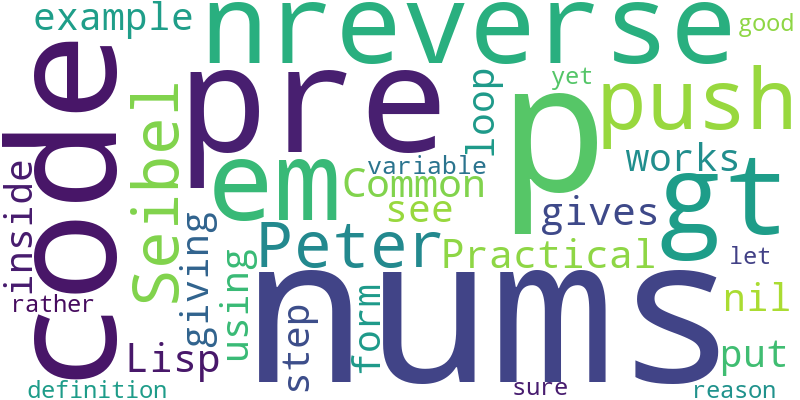 example
nreverse
good
code
pre
p
yet
push
Seibel
loop
em
variable
works
gt
inside
Common
see
gives
Peter
Practical
let
giving
using
nums
rather
step
form
nil
Lisp
put
definition
sure
reason